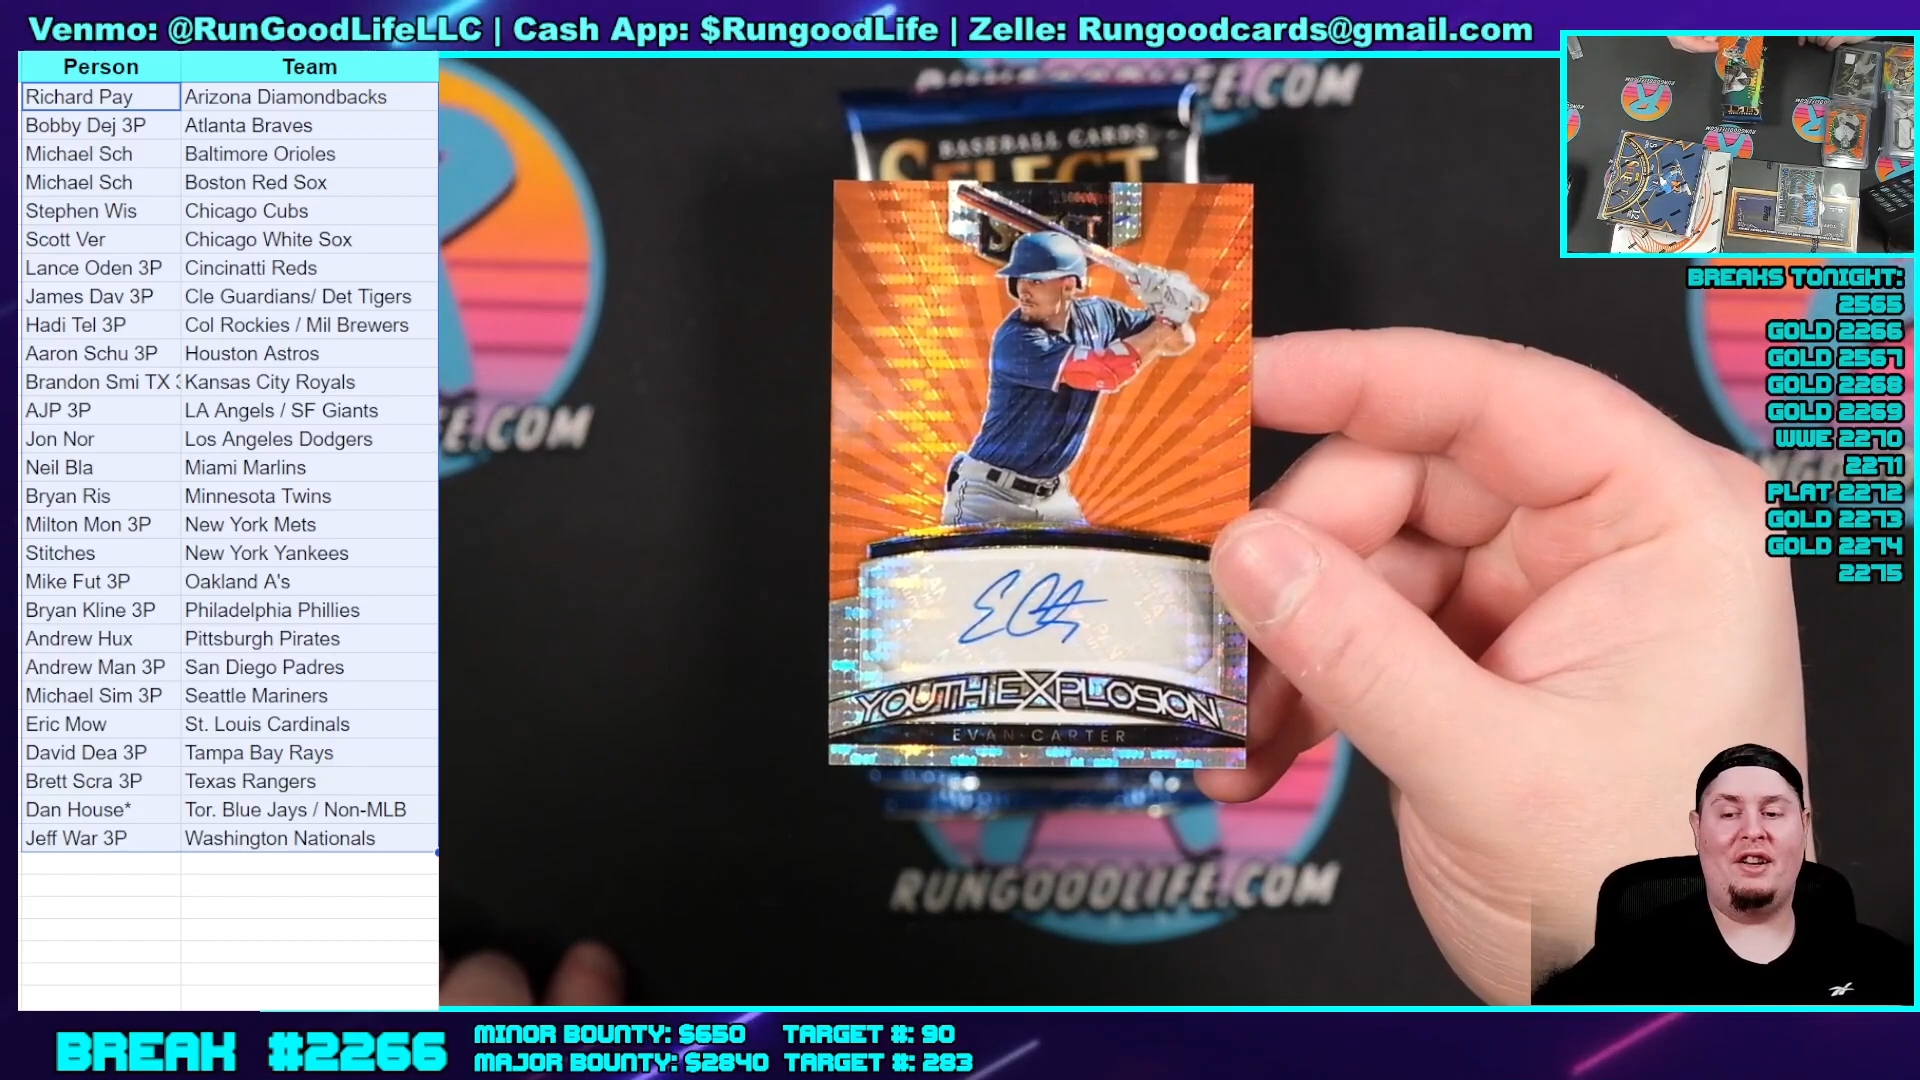 Venmo: @RunGoodLifeLLC | Cash App: $RungoodLife | Zelle: Rungoodcards@gmail.com
Person Team
Richard Pay Arizona Diamondbacks
Bobby Dej 3P Atlanta Braves
Michael Sch Baltimore Orioles
Michael Sch Boston Red Sox
Stephen Wis Chicago Cubs
Scott Ver Chicago White Sox
Lance Oden 3P Cincinatti Reds
James Dav 3P Cle Guardians/ Det Tigers
Hadi Tel 3P Col Rockies / Mil Brewers
Aaron Schu 3P Houston Astros
Brandon Smi TX Kansas City Royals
AJP 3P LA Angels / SF Giants
Jon Nor Los Angeles Dodgers
Neil Bla Miami Marlins
Bryan Ris Minnesota Twins
Milton Mon 3P New York Mets
Stitches New York Yankees
Mike Fut 3P Oakland A's
Bryan Kline 3P Philadelphia Phillies
Andrew Hux Pittsburgh Pirates
Andrew Man 3P San Diego Padres
Michael Sim 3P Seattle Mariners
Eric Mow St. Louis Cardinals
David Dea 3P Tampa Bay Rays
Brett Scra 3P Texas Rangers
Dan House* Tor. Blue Jays / Non-MLB
Jeff War 3P Washington Nationals
BASEBALL CARDS
SELECT
YOUTH EXPLOSION
EVAN CARTER
RUNGOODLIFE.COM
E.COM
BREAKS TONIGHT:
2565
GOLD 2266
GOLD 2567
GOLD 2268
GOLD 2269
WWE 2270
2271
PLAT 2272
GOLD 2273
GOLD 2274
2275
BREAK #2266
MINOR BOUNTY: $650 TARGET #: 90
MAJOR BOUNTY: $2840 TARGET #: 283